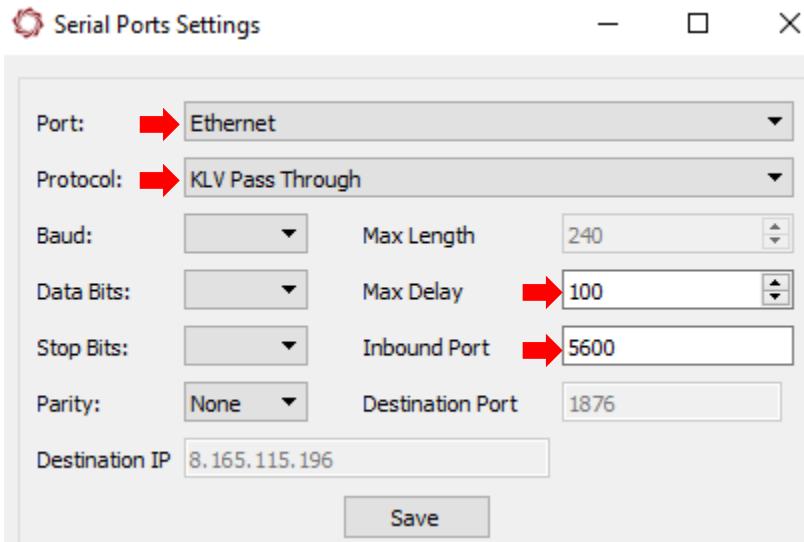 Serial Ports Settings
Port: Ethernet
Protocol: KLV Pass Through
Baud: Max Length 240
Data Bits: Max Delay 100
Stop Bits: Inbound Port 5600
Parity: None Destination Port 1876
Destination IP 8.165.115.196
Save